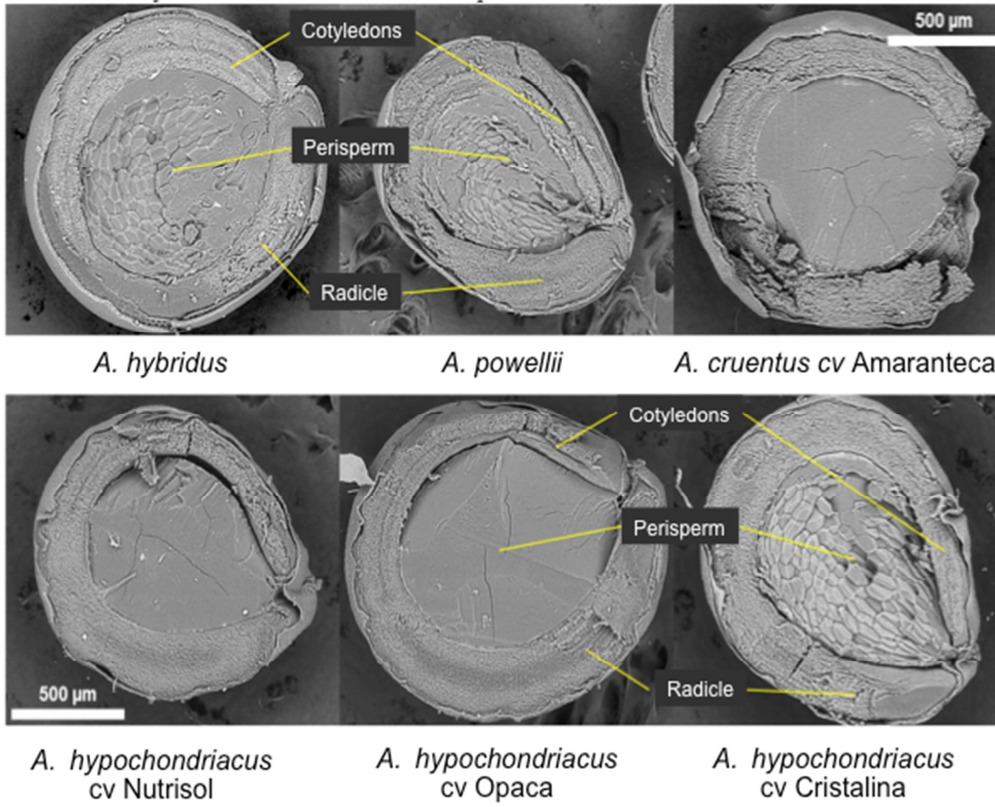 Cotyledons
500 µm
Perisperm
Radicle
A. hybridus
A. powellii
A. cruentus cv Amaranteca
Cotyledons
Perisperm
500 µm
Radicle
A. hypochondriacus
cv Nutrisol
A. hypochondriacus
cv Opaca
A. hypochondriacus
cv Cristalina